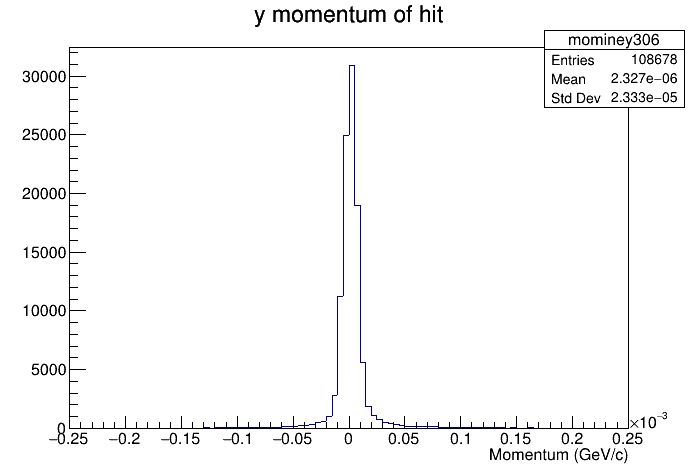 y momentum of hit
mominey306
Entries 108678
Mean 2.327e−06
Std Dev 2.333e−05
30000
25000
20000
15000
10000
5000
0
−0.25 −0.2 −0.15 −0.1 −0.05 0 0.05 0.1 0.15 0.2 0.25
×10−3
Momentum (GeV/c)